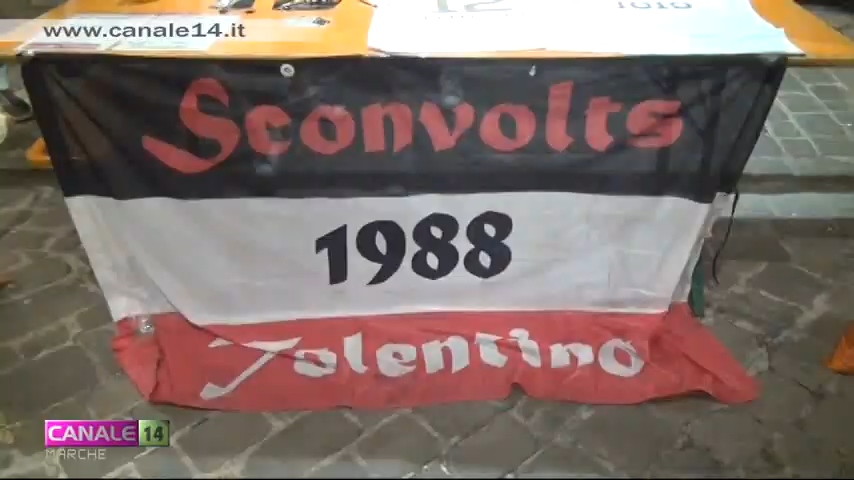 www.canale14.it
Sconvolts
1988
Tolentino
CANALE 14
MARCHE